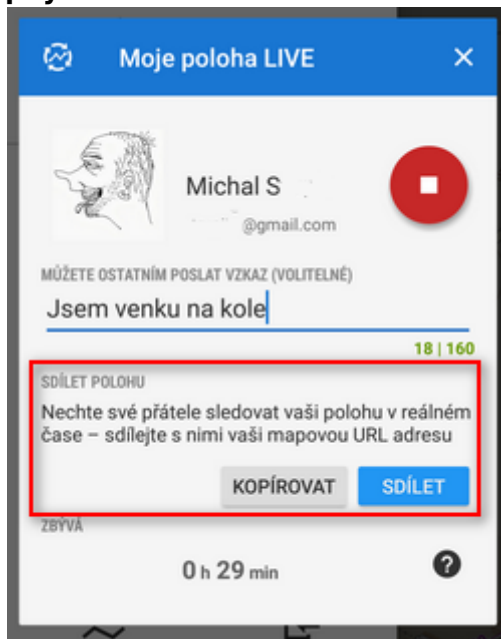 Moje poloha LIVE
Michal S
@gmail.com
MŮŽETE OSTATNÍM POSLAT VZKAZ (VOLITELNÉ)
Jsem venku na kole
18 | 160
SDÍLET POLOHU
Nechte své přátele sledovat vaši polohu v reálném
čase – sdílejte s nimi vaši mapovou URL adresu
KOPÍROVAT SDÍLET
ZBÝVÁ
0 h 29 min
?